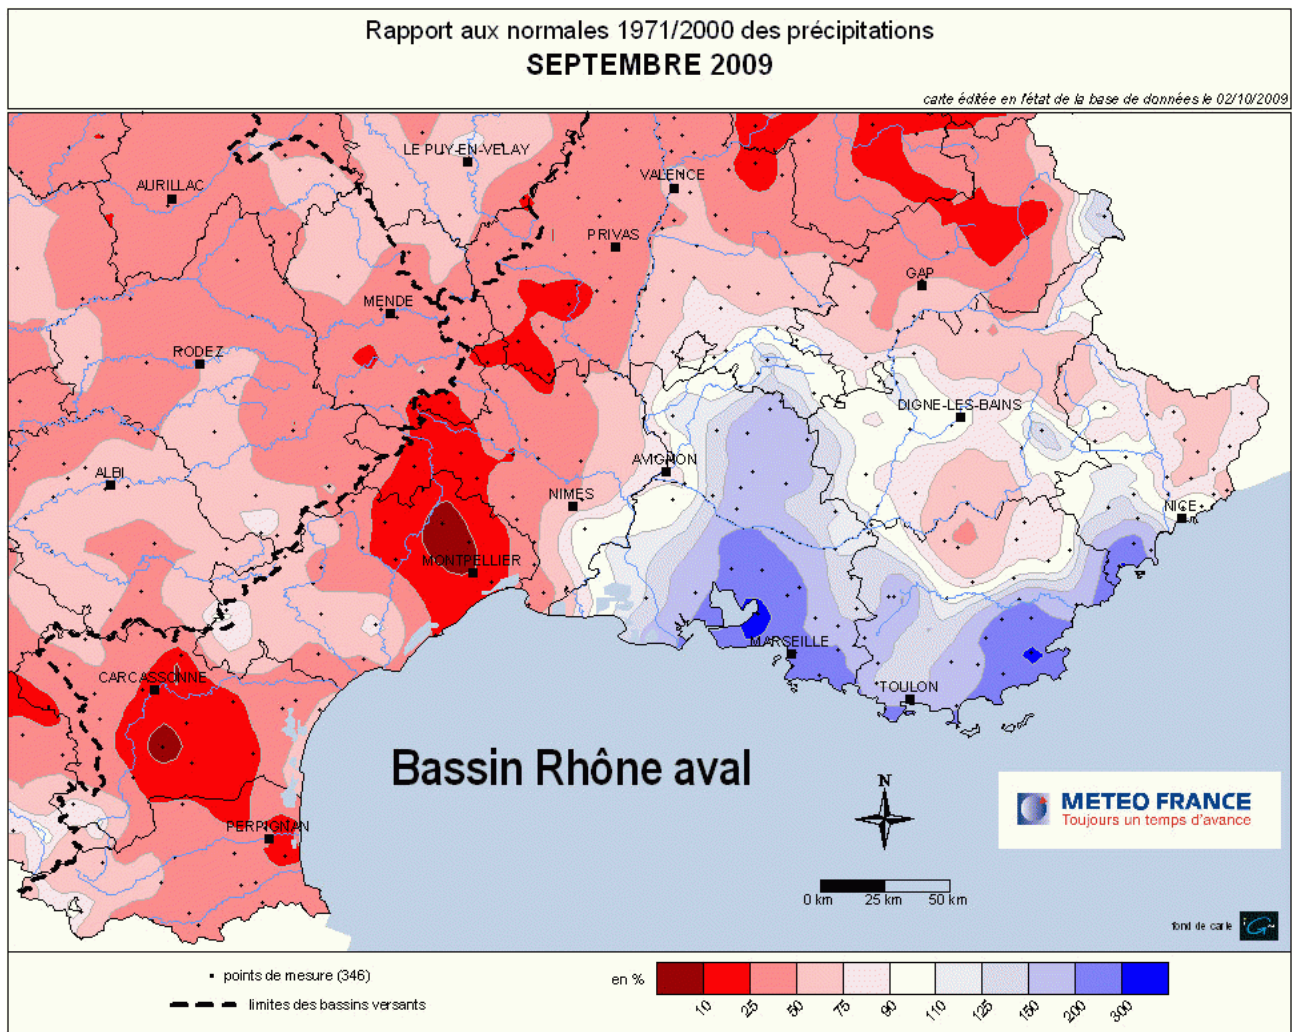 Rapport aux normales 1971/2000 des précipitations
SEPTEMBRE 2009
carte éditée en l'état de la base de données le 02/10/2009
LE PUY-EN-VELAY
AURILLAC
VALENCE
PRIVAS
GAP
MENDE
RODEZ
DIGNE-LES-BAINS
AVIGNON
ALBI
NIMES
NICE
MONTPELLIER
MARSEILLE
CARCASSONNE
TOULON
Bassin Rhône aval
N
METEO FRANCE
Toujours un temps d'avance
PERPIGNAN
0 km 25 km 50 km
fond de carte
points de mesure (346)
en %
limites des bassins versants
10 25 50 75 90 110 125 150 200 300